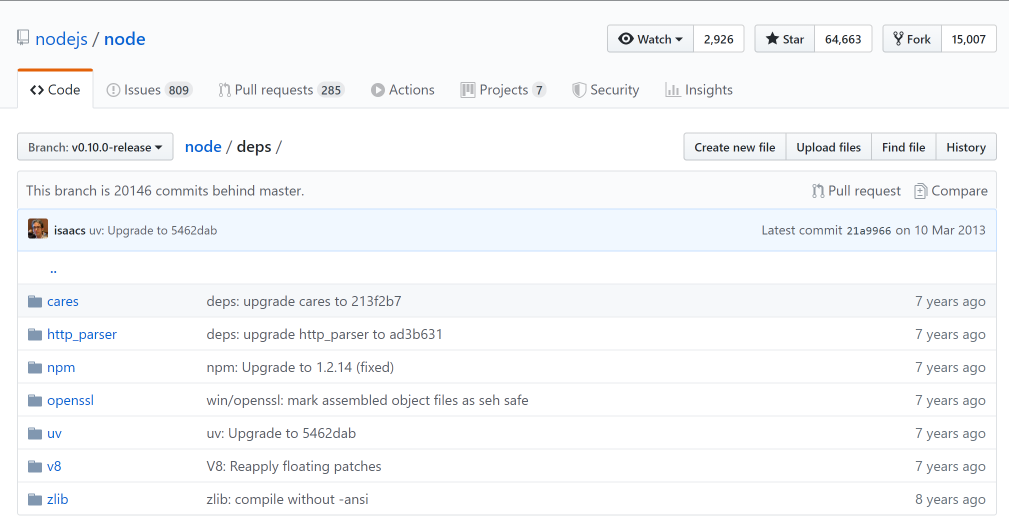 nodejs / node Watch 2,926 Star 64,663 Fork 15,007
Code Issues 809 Pull requests 285 Actions Projects 7 Security Insights
Branch: v0.10.0-release node / deps / Create new file Upload files Find file History
This branch is 20146 commits behind master. Pull request Compare
isaacs uv: Upgrade to 5462dab Latest commit 21a9966 on 10 Mar 2013
..
cares deps: upgrade cares to 213f2b7 7 years ago
http_parser deps: upgrade http_parser to ad3b631 7 years ago
npm npm: Upgrade to 1.2.14 (fixed) 7 years ago
openssl win/openssl: mark assembled object files as seh safe 7 years ago
uv uv: Upgrade to 5462dab 7 years ago
v8 V8: Reapply floating patches 7 years ago
zlib zlib: compile without -ansi 8 years ago